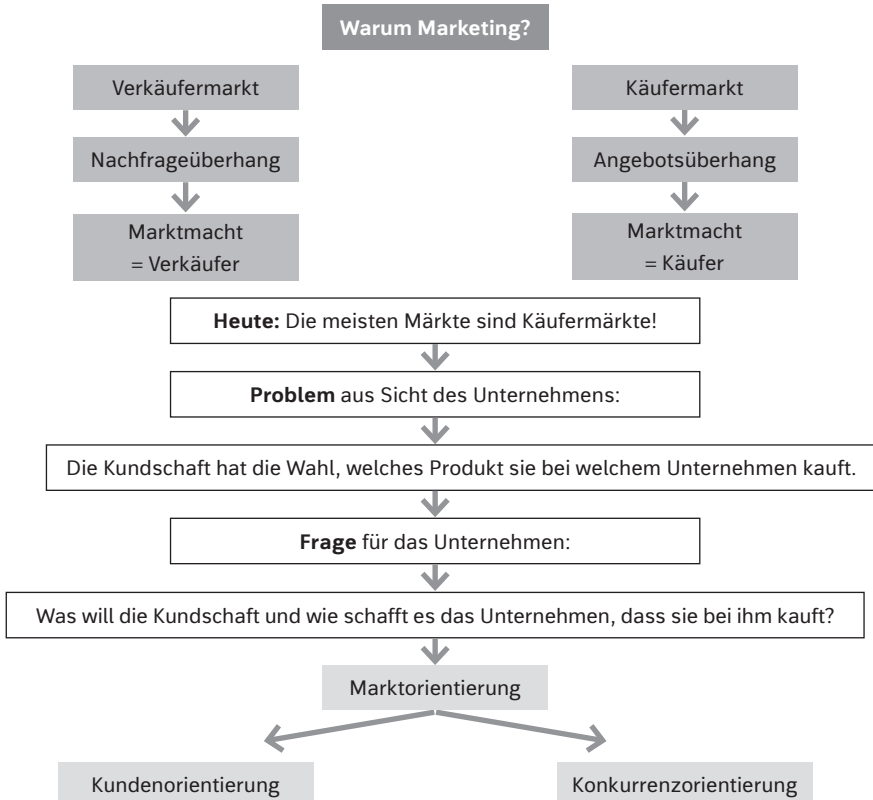 Warum Marketing?
Verkäufermarkt
Nachfrageüberhang
Marktmacht
= Verkäufer
Käufermarkt
Angebotsüberhang
Marktmacht
= Käufer
Heute: Die meisten Märkte sind Käufermärkte!
Problem aus Sicht des Unternehmens:
Die Kundschaft hat die Wahl, welches Produkt sie bei welchem Unternehmen kauft.
Frage für das Unternehmen:
Was will die Kundschaft und wie schafft es das Unternehmen, dass sie bei ihm kauft?
Marktorientierung
Kundenorientierung
Konkurrenzorientierung